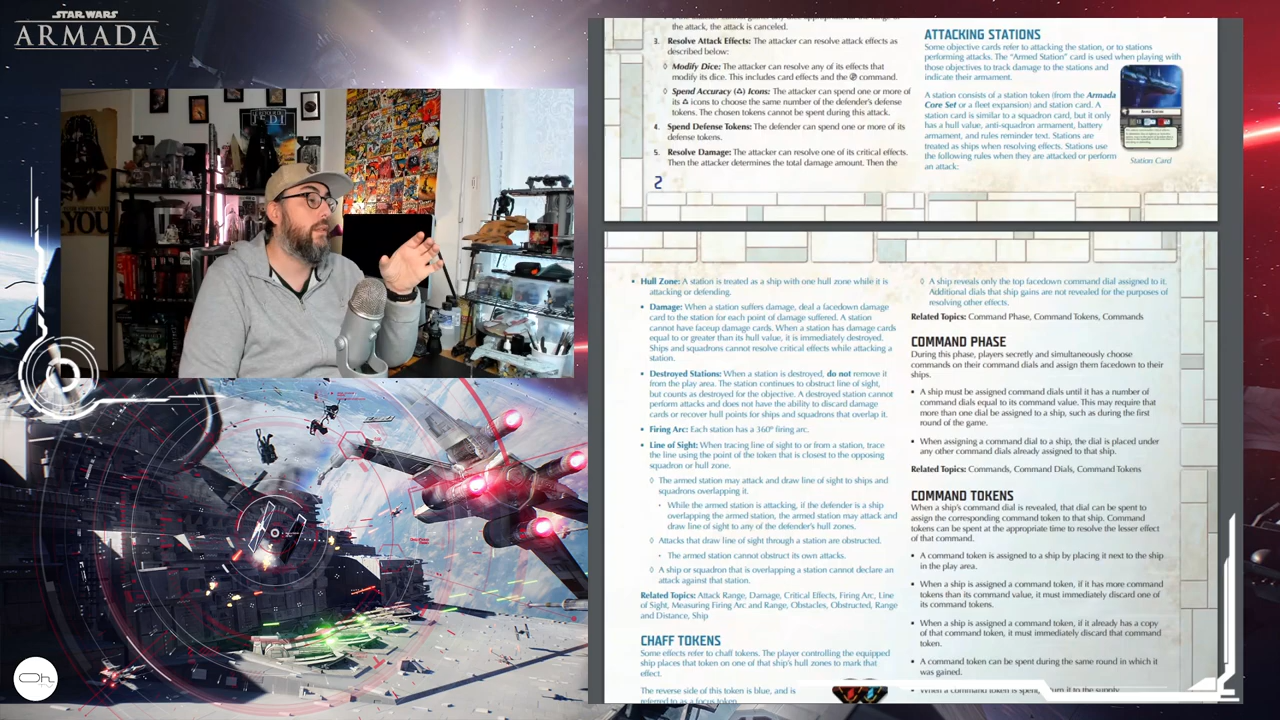 STAR WARS
ARMADA
YOU
the attack, the attack is canceled.
3. Resolve Attack Effects: The attacker can resolve attack effects as
described below:
◊ Modify Dice: The attacker can resolve any of its effects that
modify its dice. This includes card effects and the command.
◊ Spend Accuracy () Icons: The attacker can spend one or more of
its icons to choose the same number of the defender's defense
tokens. The chosen tokens cannot be spent during this attack.
4. Spend Defense Tokens: The defender can spend one or more of its
defense tokens.
5. Resolve Damage: The attacker can resolve one of its critical effects.
Then the attacker determines the total damage amount. Then the
2
ATTACKING STATIONS
Some objective cards refer to attacking the station, or to stations
performing attacks. The "Armed Station" card is used when playing with
those objectives to track damage to the stations and
indicate their armament.
A station consists of a station token (from the Armada
Core Set or a fleet expansion) and station card. A
station card is similar to a squadron card, but it only
has a hull value, anti-squadron armament, battery
armament, and rules reminder text. Stations are
treated as ships when resolving effects. Stations use
the following rules when they are attacked or perform
an attack:
Station Card
• Hull Zone: A station is treated as a ship with one hull zone while it is
attacking or defending.
• Damage: When a station suffers damage, deal a facedown damage
card to the station for each point of damage suffered. A station
cannot have faceup damage cards. When a station has damage cards
equal to or greater than its hull value, it is immediately destroyed.
Ships and squadrons cannot resolve critical effects while attacking a
station.
• Destroyed Stations: When a station is destroyed, do not remove it
from the play area. The station continues to obstruct line of sight,
but counts as destroyed for the objective. A destroyed station cannot
perform attacks and does not have the ability to discard damage
cards or recover hull points for ships and squadrons that overlap it.
• Firing Arc: Each station has a 360º firing arc.
• Line of Sight: When tracing line of sight to or from a station, trace
the line using the point of the token that is closest to the opposing
squadron or hull zone.
◊ The armed station may attack and draw line of sight to ships and
squadrons overlapping it.
· While the armed station is attacking, if the defender is a ship
overlapping the armed station, the armed station may attack and
draw line of sight to any of the defender's hull zones.
◊ Attacks that draw line of sight through a station are obstructed.
· The armed station cannot obstruct its own attacks.
◊ A ship or squadron that is overlapping a station cannot declare an
attack against that station.
Related Topics: Attack Range, Damage, Critical Effects, Firing Arc, Line
of Sight, Measuring Firing Arc and Range, Obstacles, Obstructed, Range
and Distance, Ship
CHAFF TOKENS
Some effects refer to chaff tokens. The player controlling the equipped
ship places that token on one of that ship's hull zones to mark that
effect.
The reverse side of this token is blue, and is
referred to as a focus token.
◊ A ship reveals only the top facedown command dial assigned to it.
Additional dials that ship gains are not revealed for the purposes of
resolving other effects.
Related Topics: Command Phase, Command Tokens, Commands
COMMAND PHASE
During this phase, players secretly and simultaneously choose
commands on their command dials and assign them facedown to their
ships.
• A ship must be assigned command dials until it has a number of
command dials equal to its command value. This may require that
more than one dial be assigned to a ship, such as during the first
round of the game.
• When assigning a command dial to a ship, the dial is placed under
any other command dials already assigned to that ship.
Related Topics: Commands, Command Dials, Command Tokens
COMMAND TOKENS
When a ship's command dial is revealed, that dial can be spent to
assign the corresponding command token to that ship. Command
tokens can be spent at the appropriate time to resolve the lesser effect
of that command.
• A command token is assigned to a ship by placing it next to the ship
in the play area.
• When a ship is assigned a command token, if it has more command
tokens than its command value, it must immediately discard one of
its command tokens.
• When a ship is assigned a command token, if it already has a copy
of that command token, it must immediately discard that command
token.
• A command token can be spent during the same round in which it
was gained.
• When a command token is spent, return it to the supply.